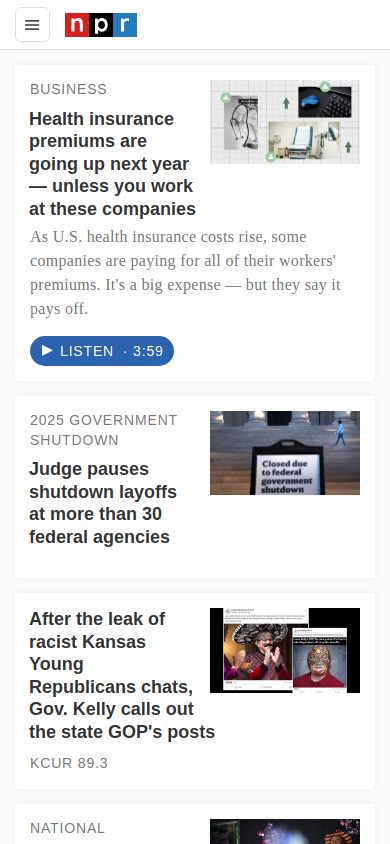 npr
BUSINESS
Health insurance
premiums are
going up next year
— unless you work
at these companies
As U.S. health insurance costs rise, some
companies are paying for all of their workers'
premiums. It's a big expense — but they say it
pays off.
LISTEN · 3:59
2025 GOVERNMENT
SHUTDOWN
Judge pauses
shutdown layoffs
at more than 30
federal agencies
Closed due
to federal
government
shutdown
After the leak of
racist Kansas
Young
Republicans chats,
Gov. Kelly calls out
the state GOP's posts
KCUR 89.3
NATIONAL